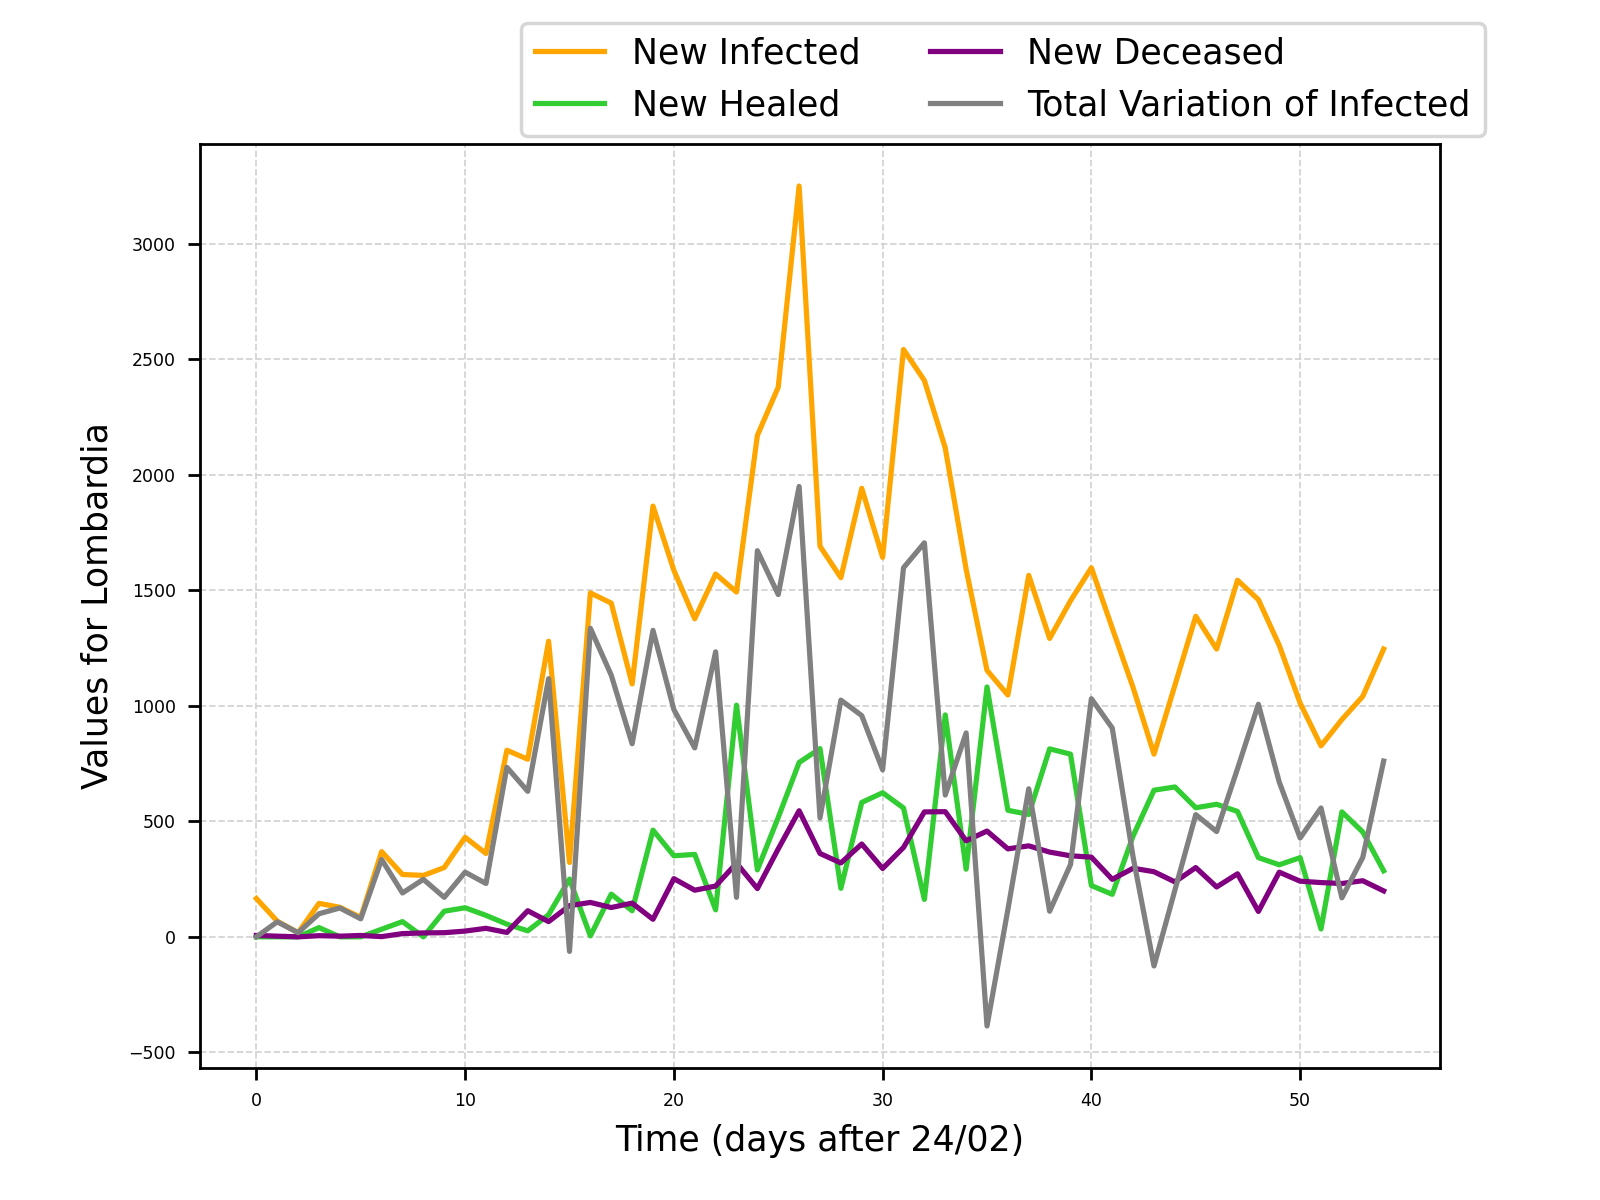 New Infected
New Healed
New Deceased
Total Variation of Infected
Values for Lombardia
3000
2500
2000
1500
1000
500
0
−500
0 10 20 30 40 50
Time (days after 24/02)